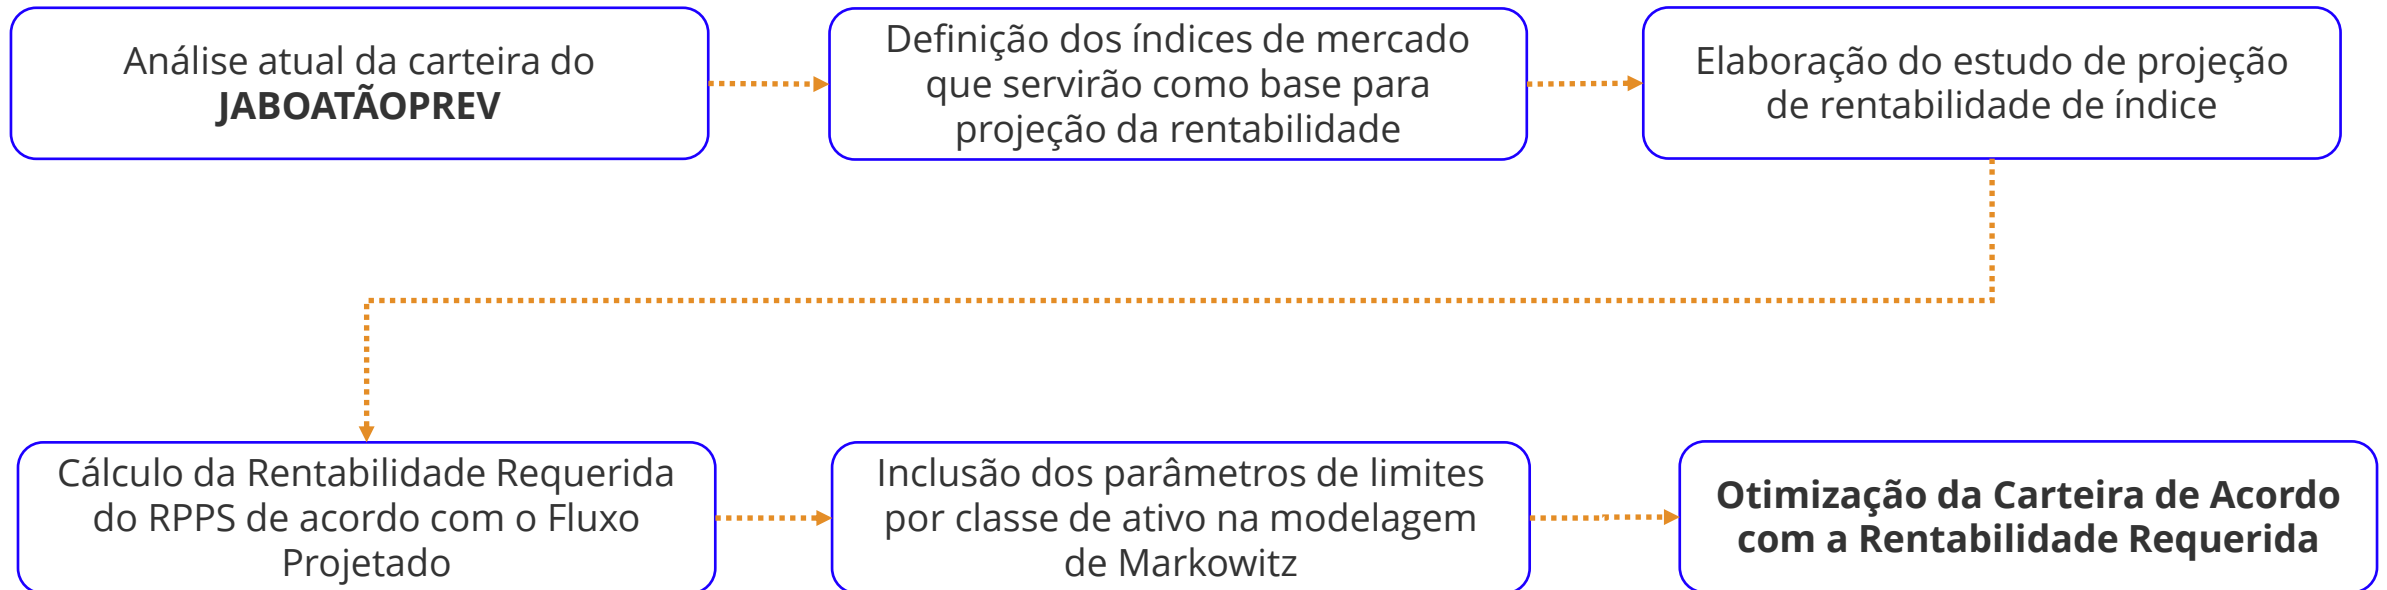 Análise atual da carteira do
JABOATÃOPREV
Definição dos índices de mercado
que servirão como base para
projeção da rentabilidade
Elaboração do estudo de projeção
de rentabilidade de índice
Cálculo da Rentabilidade Requerida
do RPPS de acordo com o Fluxo
Projetado
Inclusão dos parâmetros de limites
por classe de ativo na modelagem
de Markowitz
Otimização da Carteira de Acordo
com a Rentabilidade Requerida